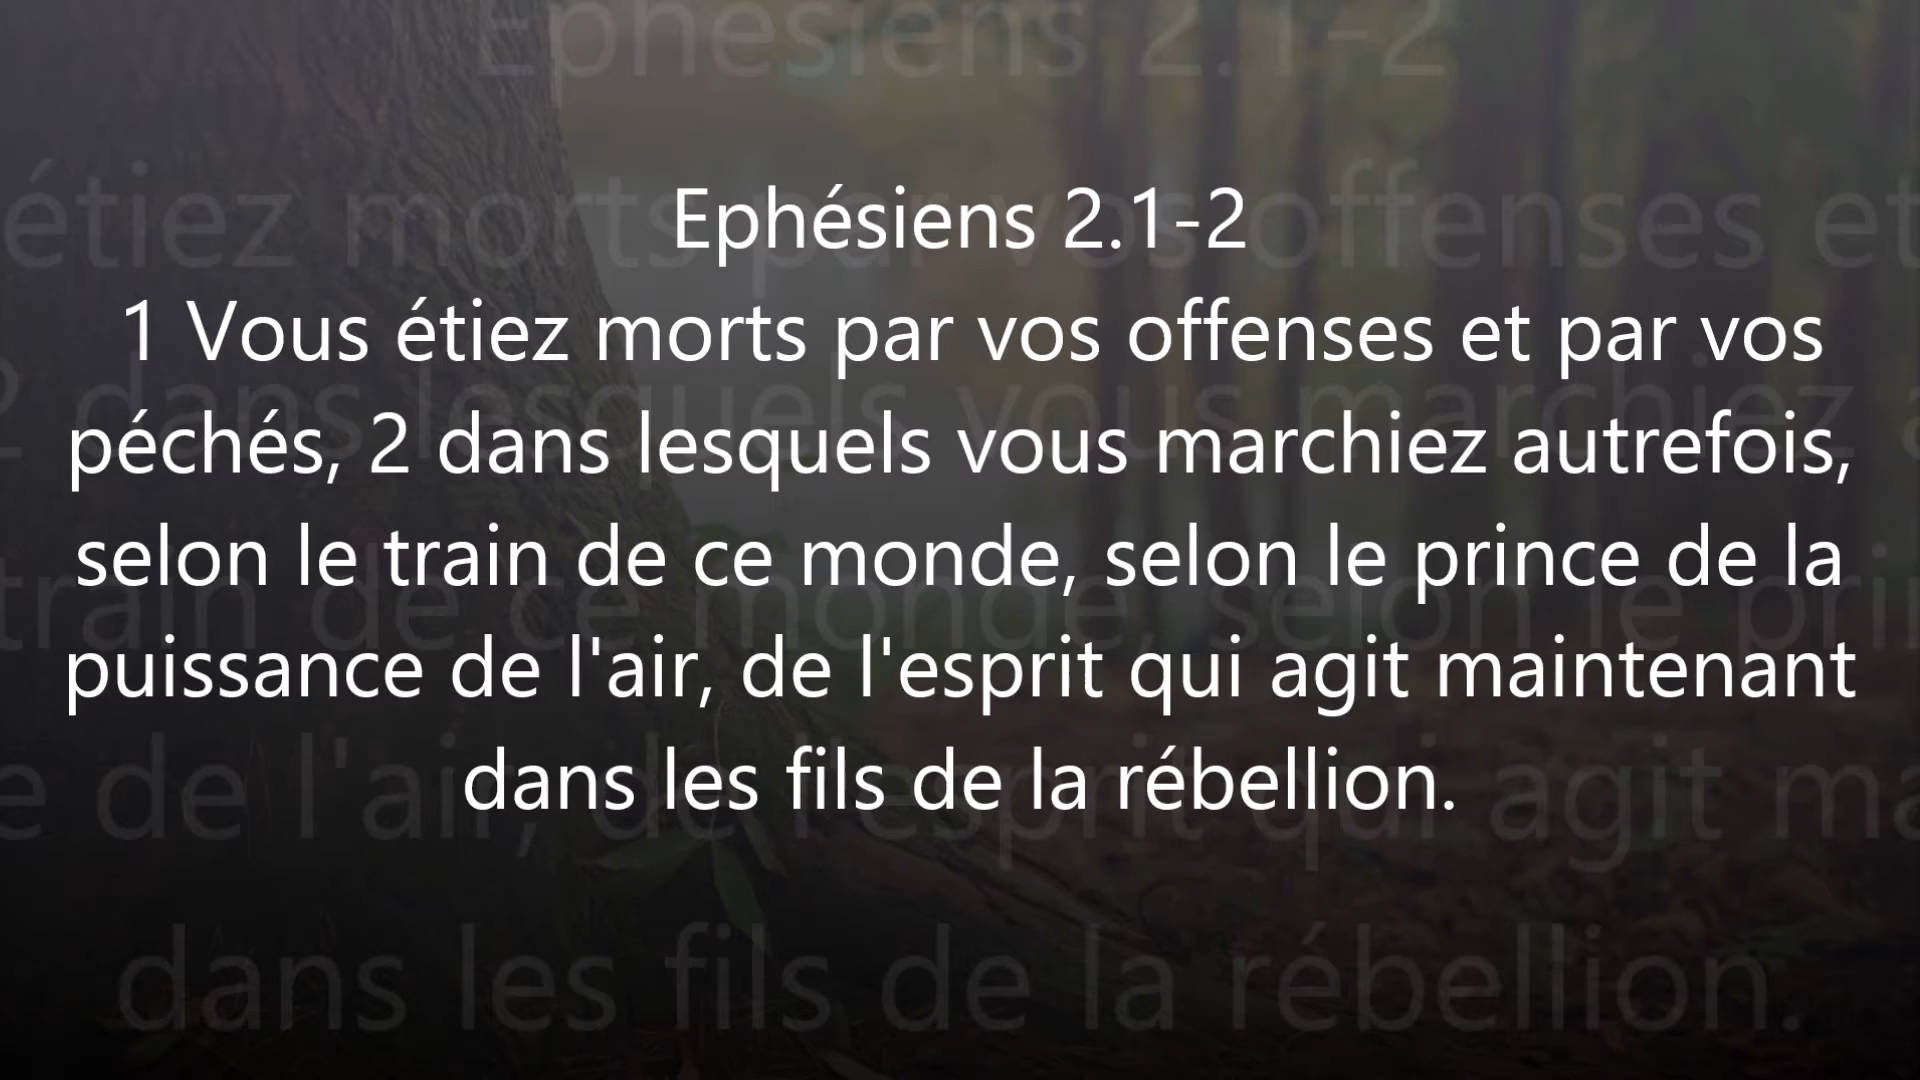 Ephésiens 2.1-2
1 Vous étiez morts par vos offenses et par vos
péchés, 2 dans lesquels vous marchiez autrefois,
selon le train de ce monde, selon le prince de la
puissance de l'air, de l'esprit qui agit maintenant
dans les fils de la rébellion.